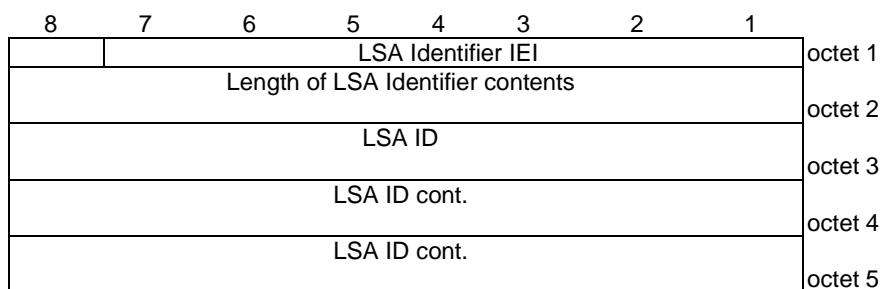 8 7 6 5 4 3 2 1
LSA Identifier IEI octet 1
Length of LSA Identifier contents
octet 2
LSA ID
octet 3
LSA ID cont.
octet 4
LSA ID cont.
octet 5